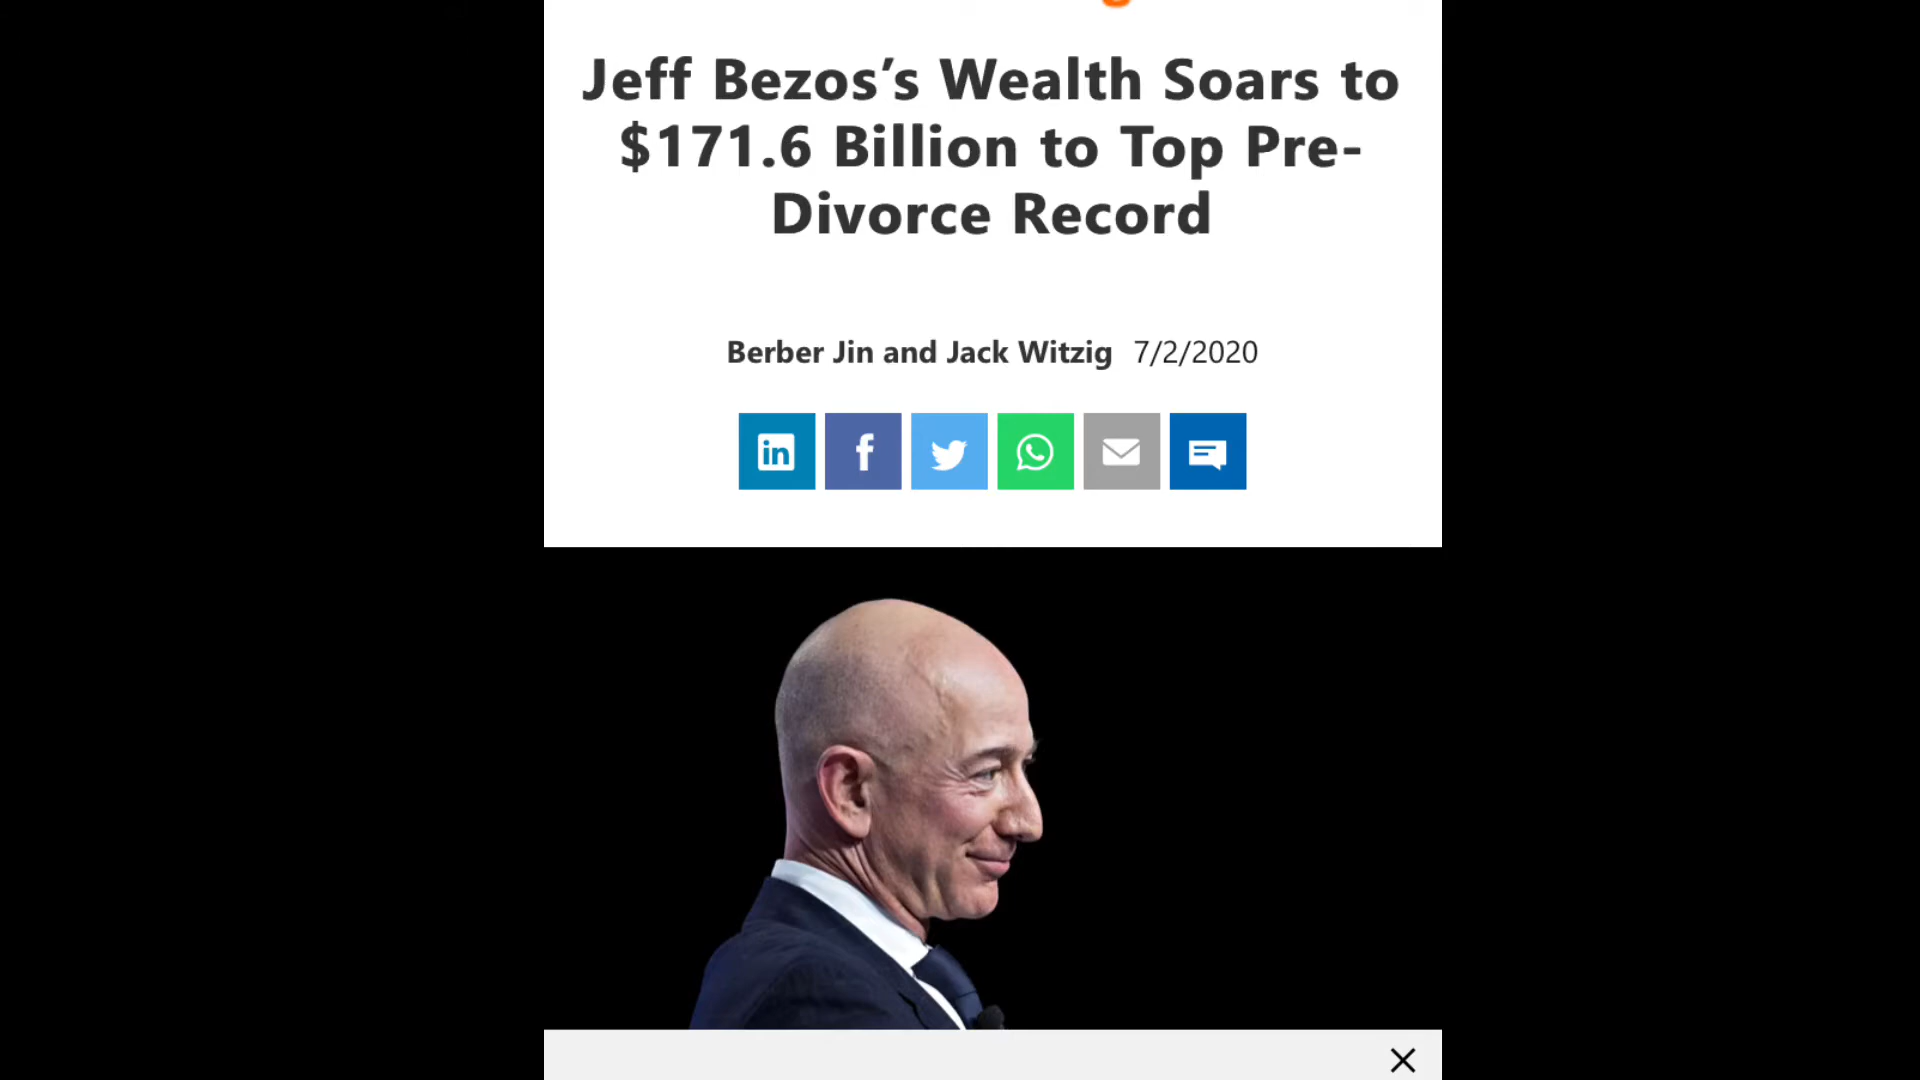 Jeff Bezos’s Wealth Soars to
$171.6 Billion to Top Pre-
Divorce Record
Berber Jin and Jack Witzig 7/2/2020
in
f